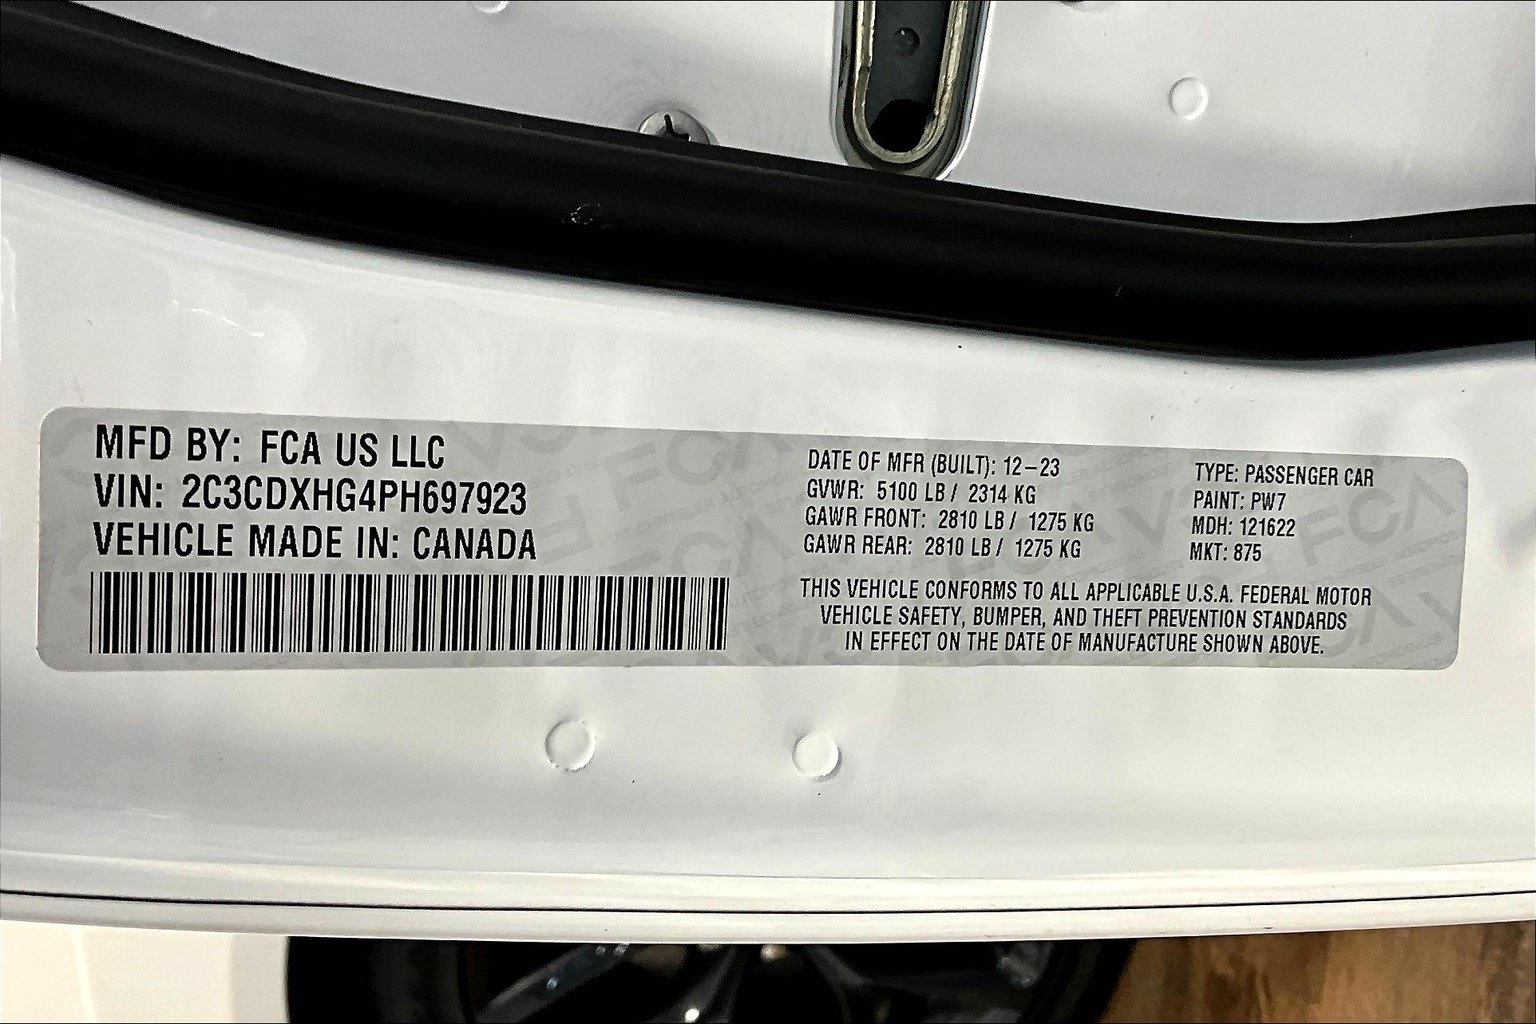 MFD BY: FCA US LLC
VIN: 2C3CDXHG4PH697923
VEHICLE MADE IN: CANADA
DATE OF MFR (BUILT): 12-23
GVWR: 5100 LB / 2314 KG
GAWR FRONT: 2810 LB / 1275 KG
GAWR REAR: 2810 LB / 1275 KG
TYPE: PASSENGER CAR
PAINT: PW7
MDH: 121622
MKT: 875
THIS VEHICLE CONFORMS TO ALL APPLICABLE U.S.A. FEDERAL MOTOR
VEHICLE SAFETY, BUMPER, AND THEFT PREVENTION STANDARDS
IN EFFECT ON THE DATE OF MANUFACTURE SHOWN ABOVE.